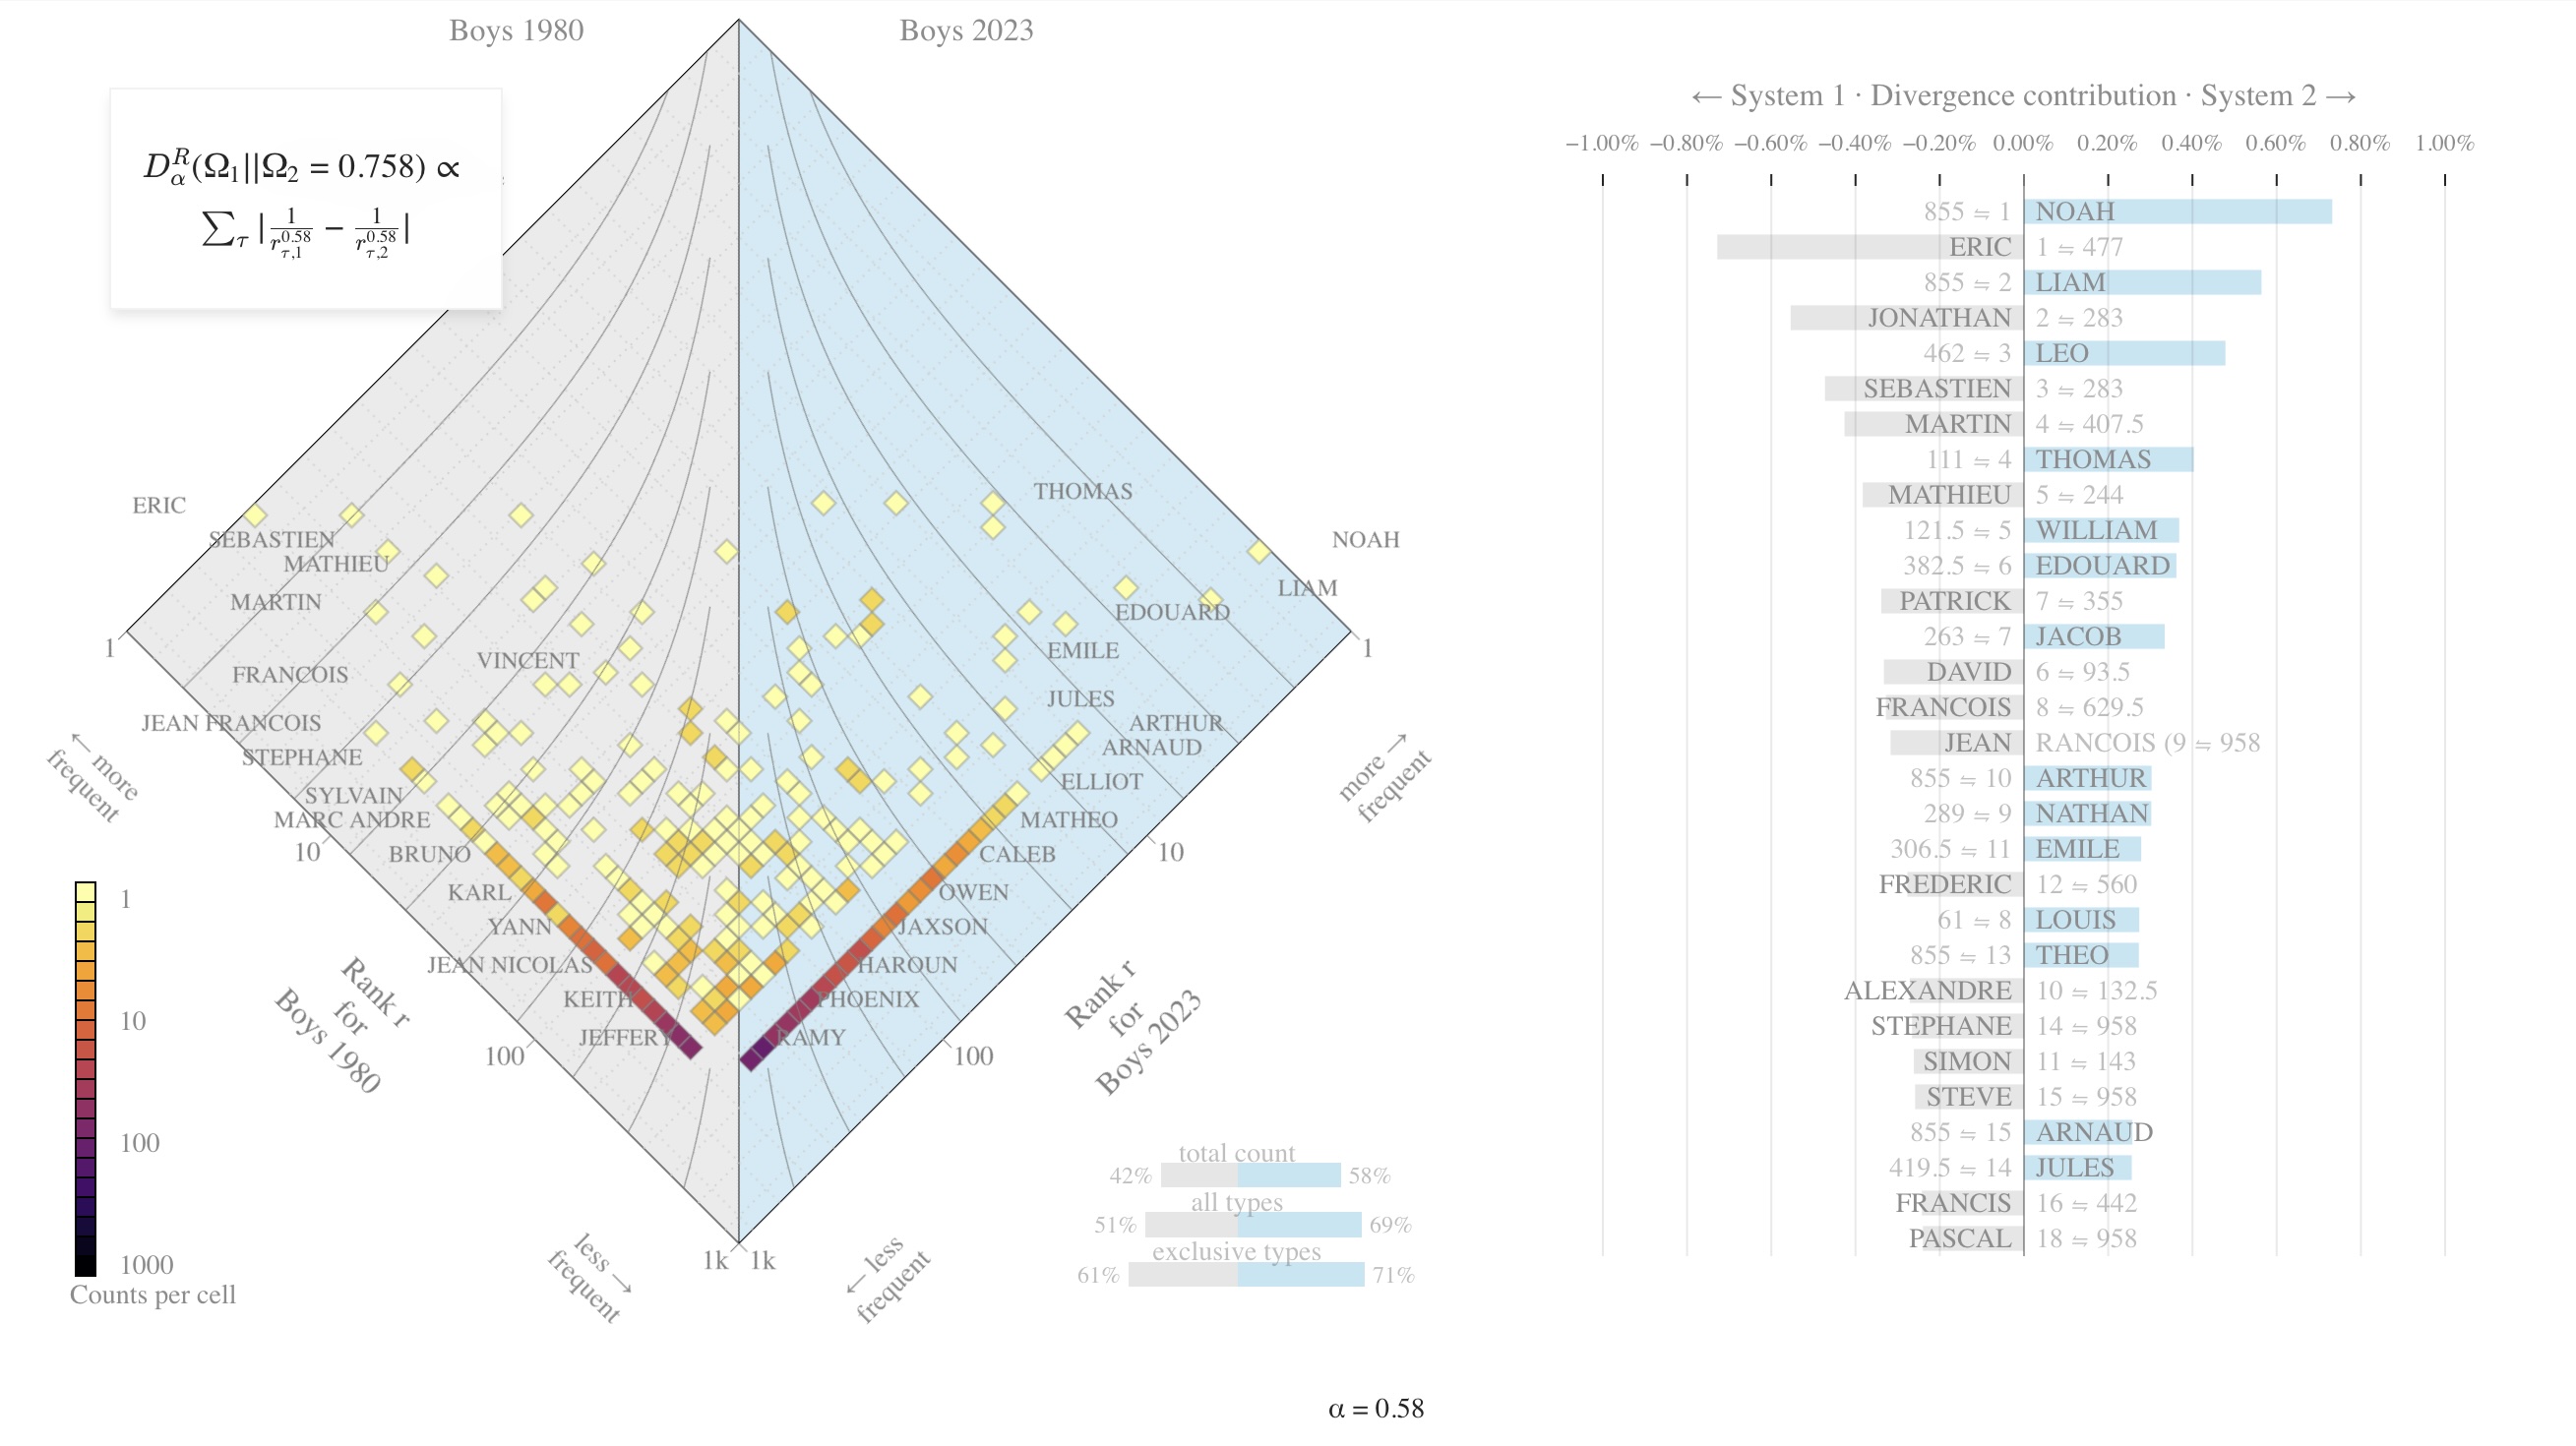 Boys 1980
Boys 2023
D^R_α(Ω₁||Ω₂ = 0.758) ∝
∑_τ |1/r^0.58_τ,1 − 1/r^0.58_τ,2|
ERIC
SEBASTIEN
MATHIEU
MARTIN
VINCENT
FRANCOIS
JEAN FRANCOIS
STEPHANE
SYLVAIN
MARC ANDRE
BRUNO
KARL
YANN
JEAN NICOLAS
KEITH
JEFFERY
THOMAS
NOAH
LIAM
EDOUARD
EMILE
JULES
ARTHUR
ARNAUD
ELLIOT
MATHEO
CALEB
OWEN
JAXSON
HAROUN
PHOENIX
RAMY
1
10
100
1k
1
10
100
1k
← more
frequent
more →
frequent
Rank r
for
Boys 1980
Rank r
for
Boys 2023
less →
frequent
← less
frequent
1
10
100
1000
Counts per cell
total count
42% 58%
all types
51% 69%
exclusive types
61% 71%
α = 0.58
← System 1 · Divergence contribution · System 2 →
−1.00% −0.80% −0.60% −0.40% −0.20% 0.00% 0.20% 0.40% 0.60% 0.80% 1.00%
855 ⇋ 1 NOAH
ERIC 1 ⇋ 477
855 ⇋ 2 LIAM
JONATHAN 2 ⇋ 283
462 ⇋ 3 LEO
SEBASTIEN 3 ⇋ 283
MARTIN 4 ⇋ 407.5
111 ⇋ 4 THOMAS
MATHIEU 5 ⇋ 244
121.5 ⇋ 5 WILLIAM
382.5 ⇋ 6 EDOUARD
PATRICK 7 ⇋ 355
263 ⇋ 7 JACOB
DAVID 6 ⇋ 93.5
FRANCOIS 8 ⇋ 629.5
JEAN RANCOIS (9 ⇋ 958
855 ⇋ 10 ARTHUR
289 ⇋ 9 NATHAN
306.5 ⇋ 11 EMILE
FREDERIC 12 ⇋ 560
61 ⇋ 8 LOUIS
855 ⇋ 13 THEO
ALEXANDRE 10 ⇋ 132.5
STEPHANE 14 ⇋ 958
SIMON 11 ⇋ 143
STEVE 15 ⇋ 958
855 ⇋ 15 ARNAUD
419.5 ⇋ 14 JULES
FRANCIS 16 ⇋ 442
PASCAL 18 ⇋ 958